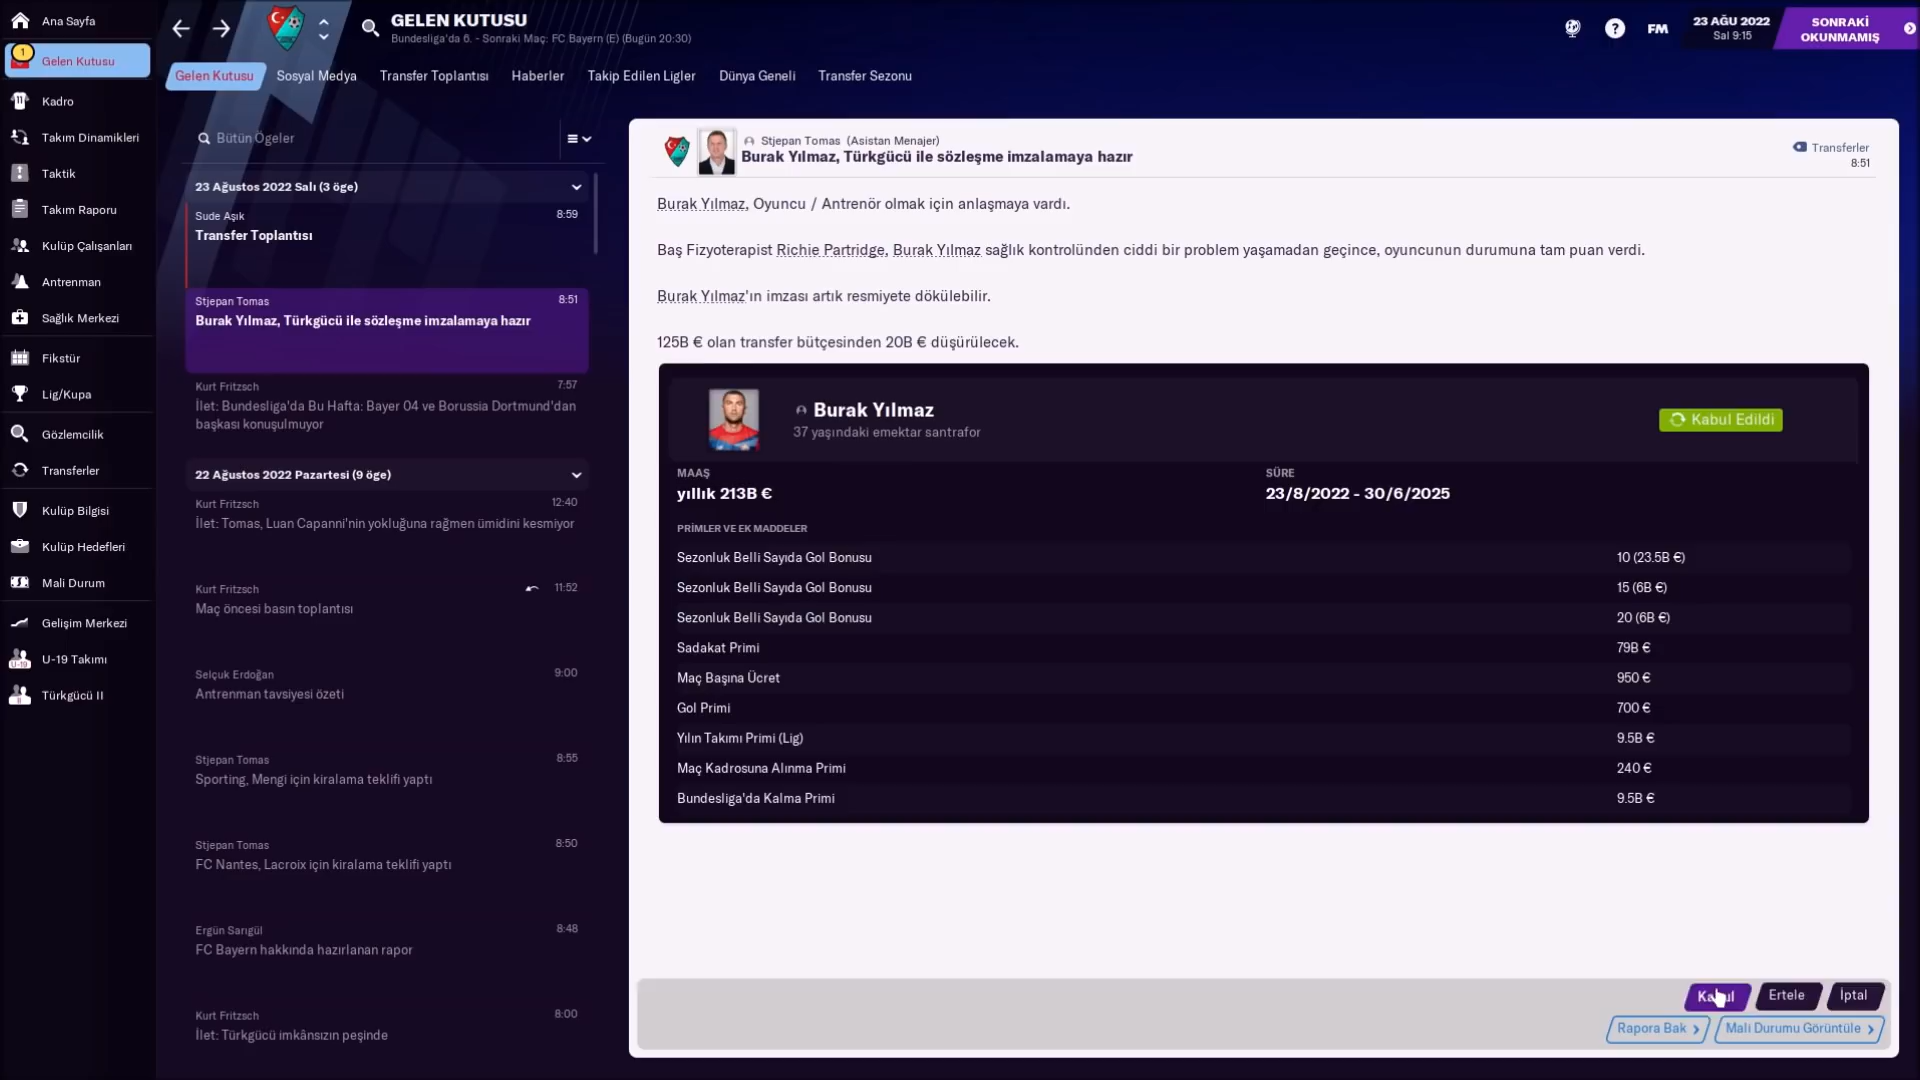 Ana Sayfa
1
Gelen Kutusu
Kadro
Takım Dinamikleri
Taktik
Takım Raporu
Kulüp Çalışanları
Antrenman
Sağlık Merkezi
Fikstür
Lig/Kupa
Gözlemcilik
Transferler
Kulüp Bilgisi
Kulüp Hedefleri
Mali Durum
Gelişim Merkezi
U-19 Takımı
Türkgücü II
GELEN KUTUSU
Bundesliga'da 6. - Sonraki Maç: FC Bayern (E) (Bugün 20:30)
FM
23 AĞU 2022
Sal 9:15
SONRAKİ
OKUNMAMIŞ
Gelen Kutusu Sosyal Medya Transfer Toplantısı Haberler Takip Edilen Ligler Dünya Geneli Transfer Sezonu
Bütün Ögeler
23 Ağustos 2022 Salı (3 öge)
Sude Aşık 8:59
Transfer Toplantısı
Stjepan Tomas 8:51
Burak Yılmaz, Türkgücü ile sözleşme imzalamaya hazır
Kurt Fritzsch 7:57
İlet: Bundesliga'da Bu Hafta: Bayer 04 ve Borussia Dortmund'dan
başkası konuşulmuyor
22 Ağustos 2022 Pazartesi (9 öge)
Kurt Fritzsch 12:40
İlet: Tomas, Luan Capanni'nin yokluğuna rağmen ümidini kesmiyor
Kurt Fritzsch 11:52
Maç öncesi basın toplantısı
Selçuk Erdoğan 9:00
Antrenman tavsiyesi özeti
Stjepan Tomas 8:55
Sporting, Mengi için kiralama teklifi yaptı
Stjepan Tomas 8:50
FC Nantes, Lacroix için kiralama teklifi yaptı
Ergün Sarıgül 8:48
FC Bayern hakkında hazırlanan rapor
Kurt Fritzsch 8:00
İlet: Türkgücü imkânsızın peşinde
Stjepan Tomas (Asistan Menajer)
Burak Yılmaz, Türkgücü ile sözleşme imzalamaya hazır
Transferler
8:51
Burak Yılmaz, Oyuncu / Antrenör olmak için anlaşmaya vardı.
Baş Fizyoterapist Richie Partridge, Burak Yılmaz sağlık kontrolünden ciddi bir problem yaşamadan geçince, oyuncunun durumuna tam puan verdi.
Burak Yılmaz'ın imzası artık resmiyete dökülebilir.
125B € olan transfer bütçesinden 20B € düşürülecek.
Burak Yılmaz
37 yaşındaki emektar santrafor
Kabul Edildi
MAAŞ
yıllık 213B €
SÜRE
23/8/2022 - 30/6/2025
PRİMLER VE EK MADDELER
Sezonluk Belli Sayıda Gol Bonusu 10 (23.5B €)
Sezonluk Belli Sayıda Gol Bonusu 15 (6B €)
Sezonluk Belli Sayıda Gol Bonusu 20 (6B €)
Sadakat Primi 79B €
Maç Başına Ücret 950 €
Gol Primi 700 €
Yılın Takımı Primi (Lig) 9.5B €
Maç Kadrosuna Alınma Primi 240 €
Bundesliga'da Kalma Primi 9.5B €
Kabul Ertele İptal
Rapora Bak Mali Durumu Görüntüle